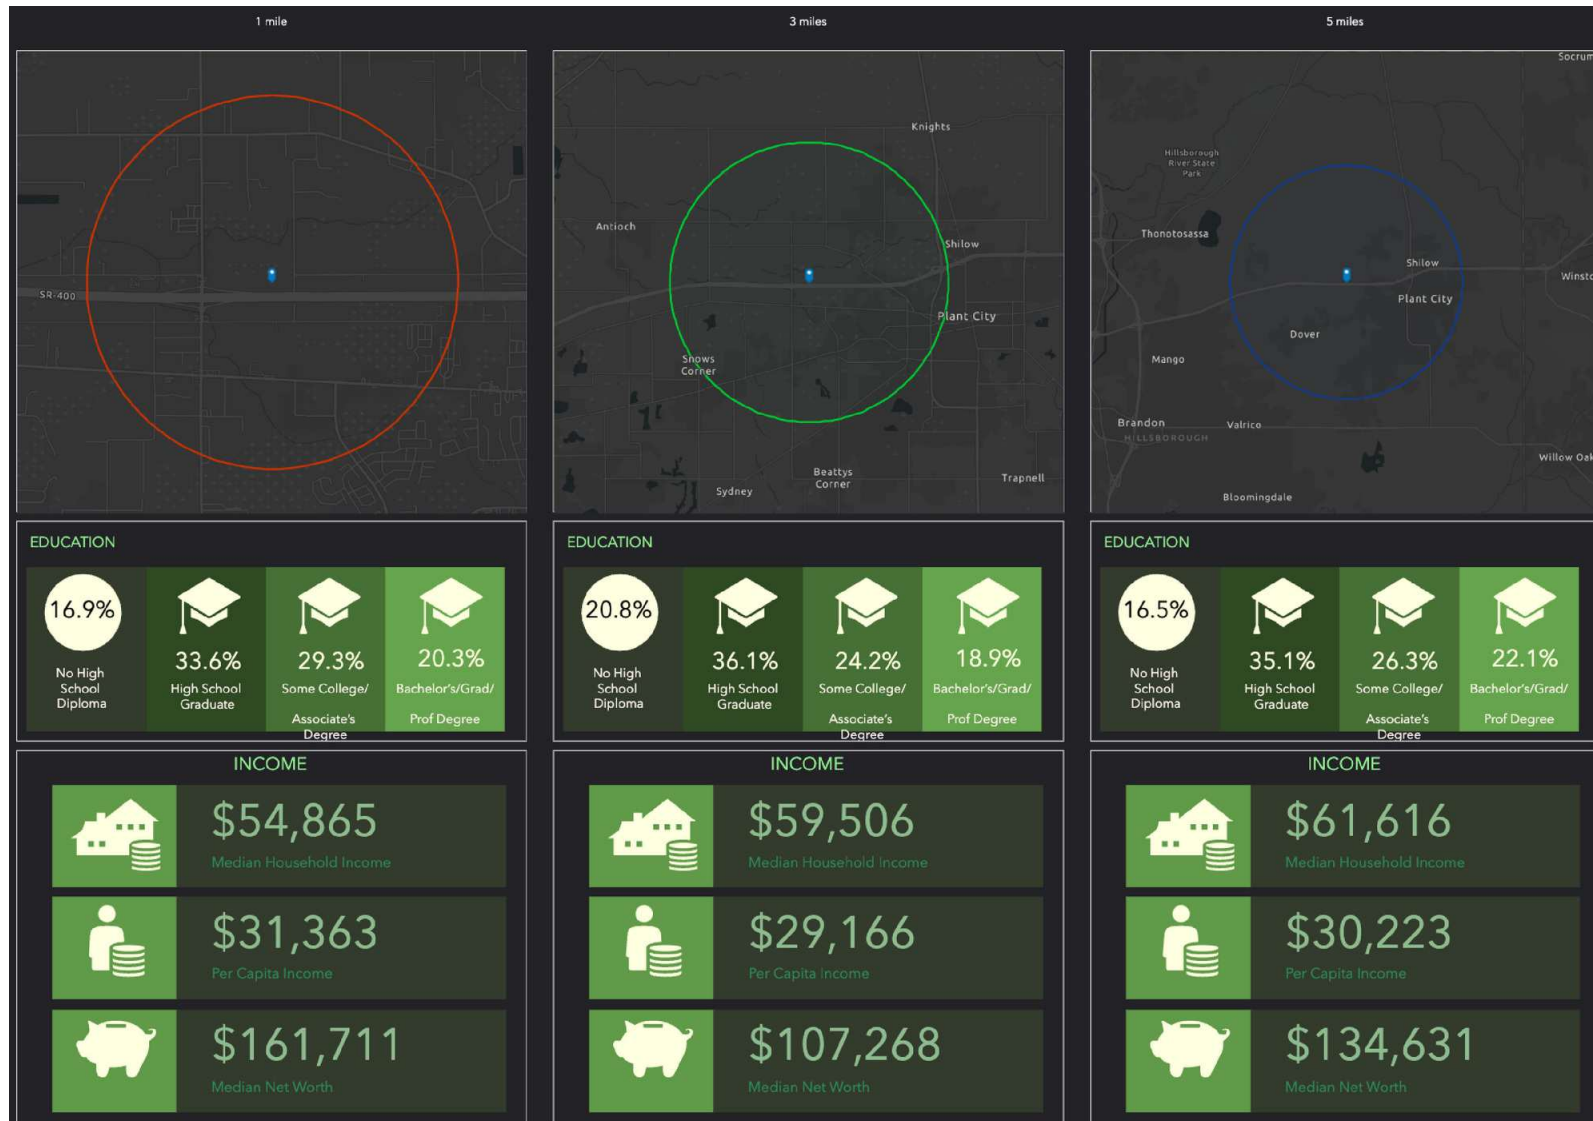 1 mile
3 miles
5 miles
SR-400
Knights
Antioch
Shilow
Plant City
Snows
Corner
Beattys
Corner
Sydney
Trapnell
Socrum
Hillsborough
River State
Park
Thonotosassa
Shilow
Winsto
Plant City
Dover
Mango
Brandon
HILLSBOROUGH
Valrico
Willow Oak
Bloomingdale
EDUCATION
16.9%
No High
School
Diploma
33.6%
High School
Graduate
29.3%
Some College/
Associate's
Degree
20.3%
Bachelor's/Grad/
Prof Degree
EDUCATION
20.8%
No High
School
Diploma
36.1%
High School
Graduate
24.2%
Some College/
Associate's
Degree
18.9%
Bachelor's/Grad/
Prof Degree
EDUCATION
16.5%
No High
School
Diploma
35.1%
High School
Graduate
26.3%
Some College/
Associate's
Degree
22.1%
Bachelor's/Grad/
Prof Degree
INCOME
$54,865
Median Household Income
$31,363
Per Capita Income
$161,711
Median Net Worth
INCOME
$59,506
Median Household Income
$29,166
Per Capita Income
$107,268
Median Net Worth
INCOME
$61,616
Median Household Income
$30,223
Per Capita Income
$134,631
Median Net Worth